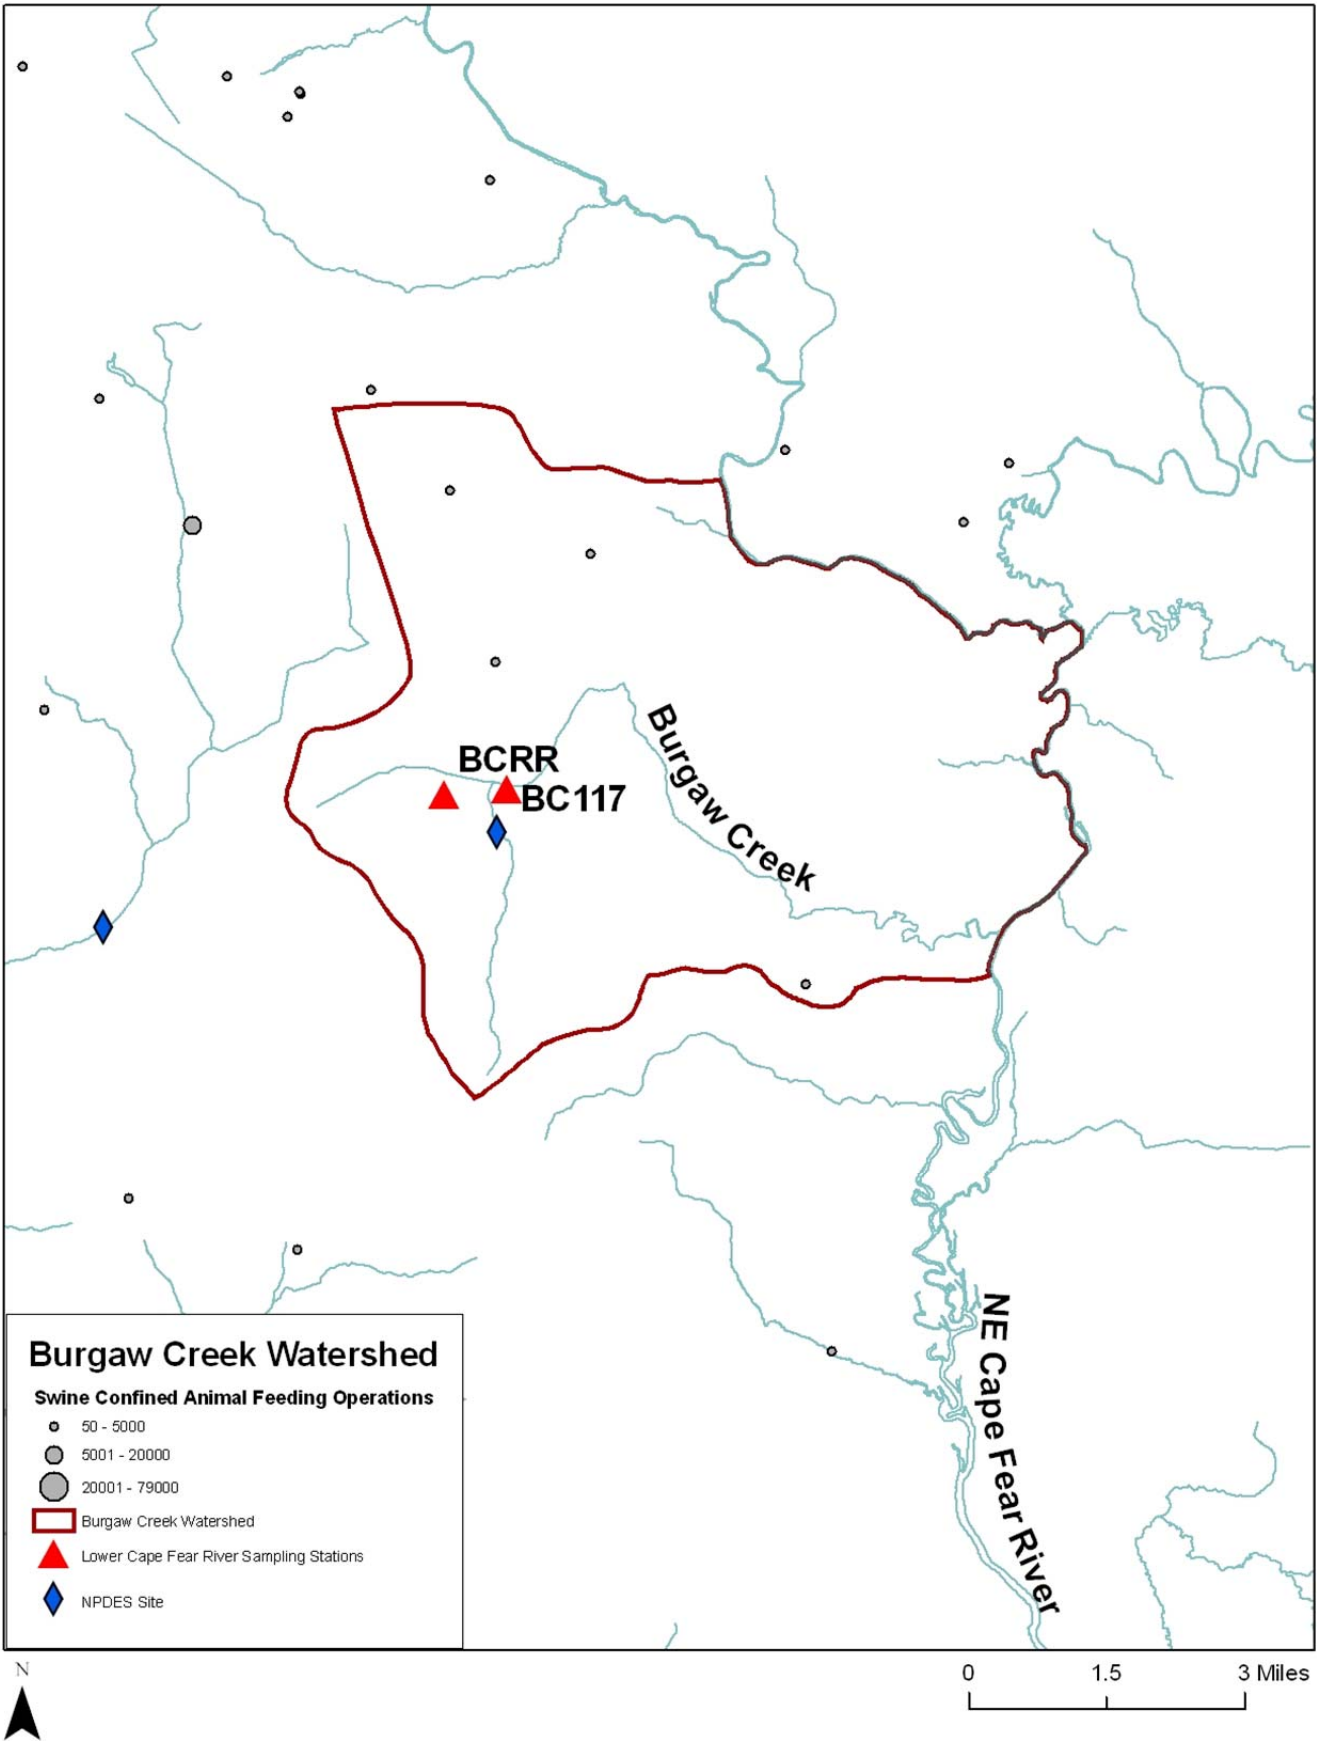 BCRR
BC117
Burgaw Creek
NE Cape Fear River
Burgaw Creek Watershed
Swine Confined Animal Feeding Operations
50 - 5000
5001 - 20000
20001 - 79000
Burgaw Creek Watershed
Lower Cape Fear River Sampling Stations
NPDES Site
N
0 1.5 3 Miles